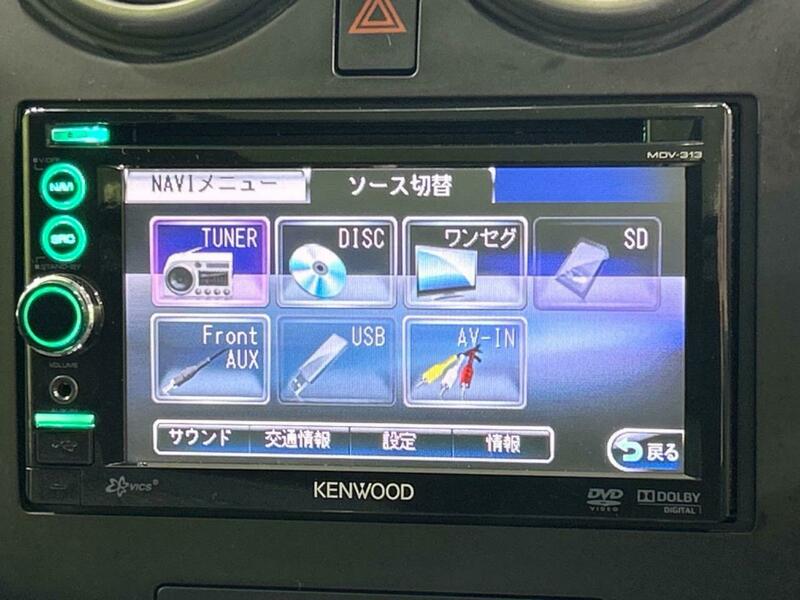 MDV-313
NAVIメニュー
ソース切替
NAVI
SRC
TUNER
DISC
ワンセグ
SD
Front
AUX
USB
AV-IN
VOLUME
サウンド
交通情報
設定
情報
戻る
VICS
KENWOOD
DVD
VIDEO
DOLBY
DIGITAL